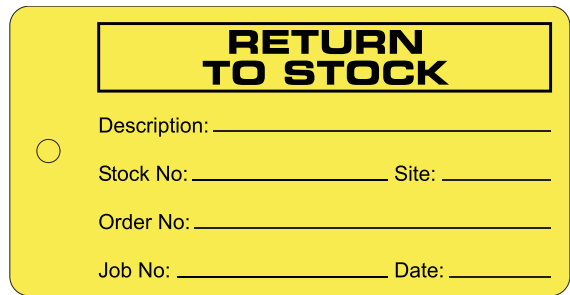 RETURN
TO STOCK
Description:
Stock No: Site:
Order No:
Job No: Date: